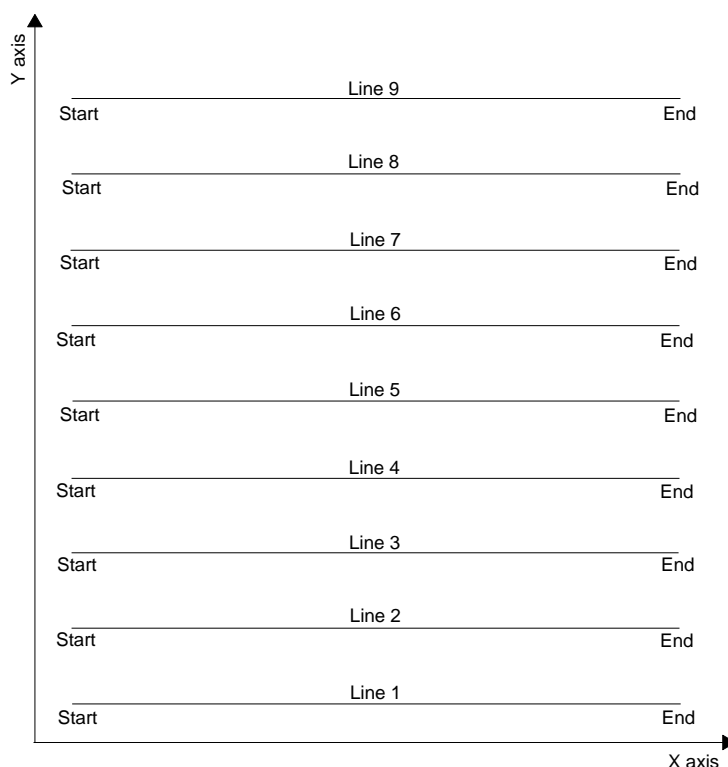 Y axis
Line 9
Start End
Line 8
Start End
Line 7
Start End
Line 6
Start End
Line 5
Start End
Line 4
Start End
Line 3
Start End
Line 2
Start End
Line 1
Start End
X axis